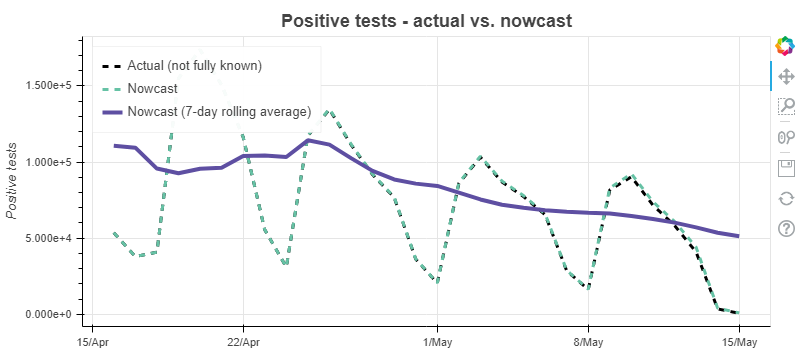 Positive tests - actual vs. nowcast
Actual (not fully known)
Nowcast
Nowcast (7-day rolling average)
Positive tests
1.500e+5
1.000e+5
5.000e+4
0.000e+0
15/Apr
22/Apr
1/May
8/May
15/May